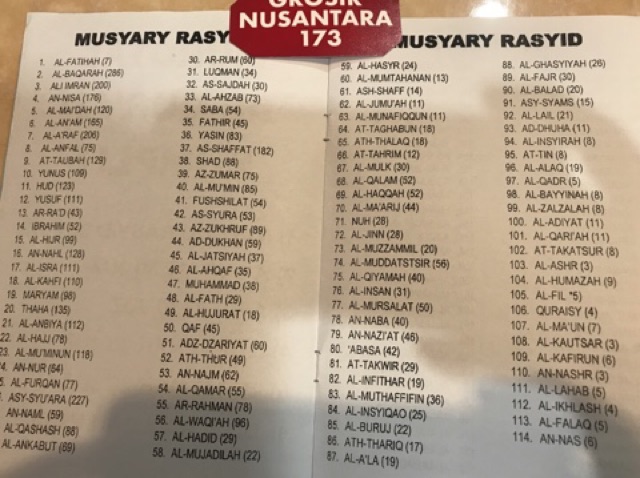 GROSIR
NUSANTARA
173
MUSYARY RASY
1. AL-FATIHAH (7)
2. AL-BAQARAH (286)
3. ALI IMRAN (200)
4. AN-NISA (176)
5. AL-MAI'DAH (120)
6. AL-AN'AM (165)
7. AL-A'RAF (206)
8. AL-ANFAL (75)
9. AT-TAUBAH (129)
10. YUNUS (109)
11. HUD (123)
12. YUSUF (111)
13. AR-RA'D (43)
14. IBRAHIM (52)
15. AL-HIJR (99)
16. AN-NAHL (128)
17. AL-ISRA (111)
18. AL-KAHFI (110)
19. MARYAM (98)
20. THAHA (135)
21. AL-ANBIYA (112)
22. AL-HAJJ (78)
23. AL-MU'MINUN (118)
AN-NUR (64)
AL-FURQAN (77)
ASY-SYU'ARA (227)
AN-NAML (59)
AL-QASHASH (88)
AL-ANKABUT (69)
30. AR-RUM (60)
31. LUQMAN (34)
32. AS-SAJDAH (30)
33. AL-AHZAB (73)
34. SABA (54)
35. FATHIR (45)
36. YASIN (83)
37. AS-SHAFFAT (182)
38. SHAD (88)
39. AZ-ZUMAR (75)
40. AL-MU'MIN (85)
41. FUSHSHILAT (54)
42. AS-SYURA (53)
43. AZ-ZUKHRUF (89)
44. AD-DUKHAN (59)
45. AL-JATSIYAH (37)
46. AL-AHQAF (35)
47. MUHAMMAD (38)
48. AL-FATH (29)
49. AL-HUJURAT (18)
50. QAF (45)
51. ADZ-DZARIYAT (60)
52. ATH-THUR (49)
53. AN-NAJM (62)
54. AL-QAMAR (55)
55. AR-RAHMAN (78)
56. AL-WAQI'AH (96)
57. AL-HADID (29)
58. AL-MUJADILAH (22)
MUSYARY RASYID
59. AL-HASYR (24)
60. AL-MUMTAHANAN (13)
61. ASH-SHAFF (14)
62. AL-JUMU'AH (11)
63. AL-MUNAFIQQUN (11)
64. AT-TAGHABUN (18)
65. ATH-THALAQ (18)
66. AT-TAHRIM (12)
67. AL-MULK (30)
68. AL-QALAM (52)
69. AL-HAQQAH (52)
70. AL-MA'ARIJ (44)
71. NUH (28)
72. AL-JINN (28)
73. AL-MUZZAMMIL (20)
74. AL-MUDDATSTSIR (56)
75. AL-QIYAMAH (40)
76. AL-INSAN (31)
77. AL-MURSALAT (50)
78. AN-NABA (40)
79. AN-NAZI'AT (46)
80. 'ABASA (42)
81. AT-TAKWIR (29)
82. AL-INFITHAR (19)
83. AL-MUTHAFFIFIN (36)
84. AL-INSYIQAO (25)
85. AL-BURUJ (22)
86. ATH-THARIQ (17)
87. AL-A'LA (19)
88. AL-GHASYIYAH (26)
89. AL-FAJR (30)
90. AL-BALAD (20)
91. ASY-SYAMS (15)
92. AL-LAIL (21)
93. AD-DHUHA (11)
94. AL-INSYIRAH (8)
95. AT-TIN (8)
96. AL-ALAQ (19)
97. AL-QADR (5)
98. AL-BAYYINAH (8)
99. AL-ZALZALAH (8)
100. AL-ADIYAT (11)
101. AL-QARI'AH (11)
102. AT-TAKATSUR (8)
103. AL-ASHR (3)
104. AL-HUMAZAH (9)
105. AL-FIL *5)
106. QURAISY (4)
107. AL-MA'UN (7)
108. AL-KAUTSAR (3)
109. AL-KAFIRUN (6)
110. AN-NASHR (3)
111. AL-LAHAB (5)
112. AL-IKHLASH (4)
113. AL-FALAQ (5)
114. AN-NAS (6)